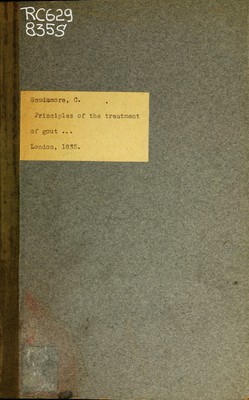 RC629
835S
Scudamore, C.
Principles of the treatment
of gout ...
London, 1835.